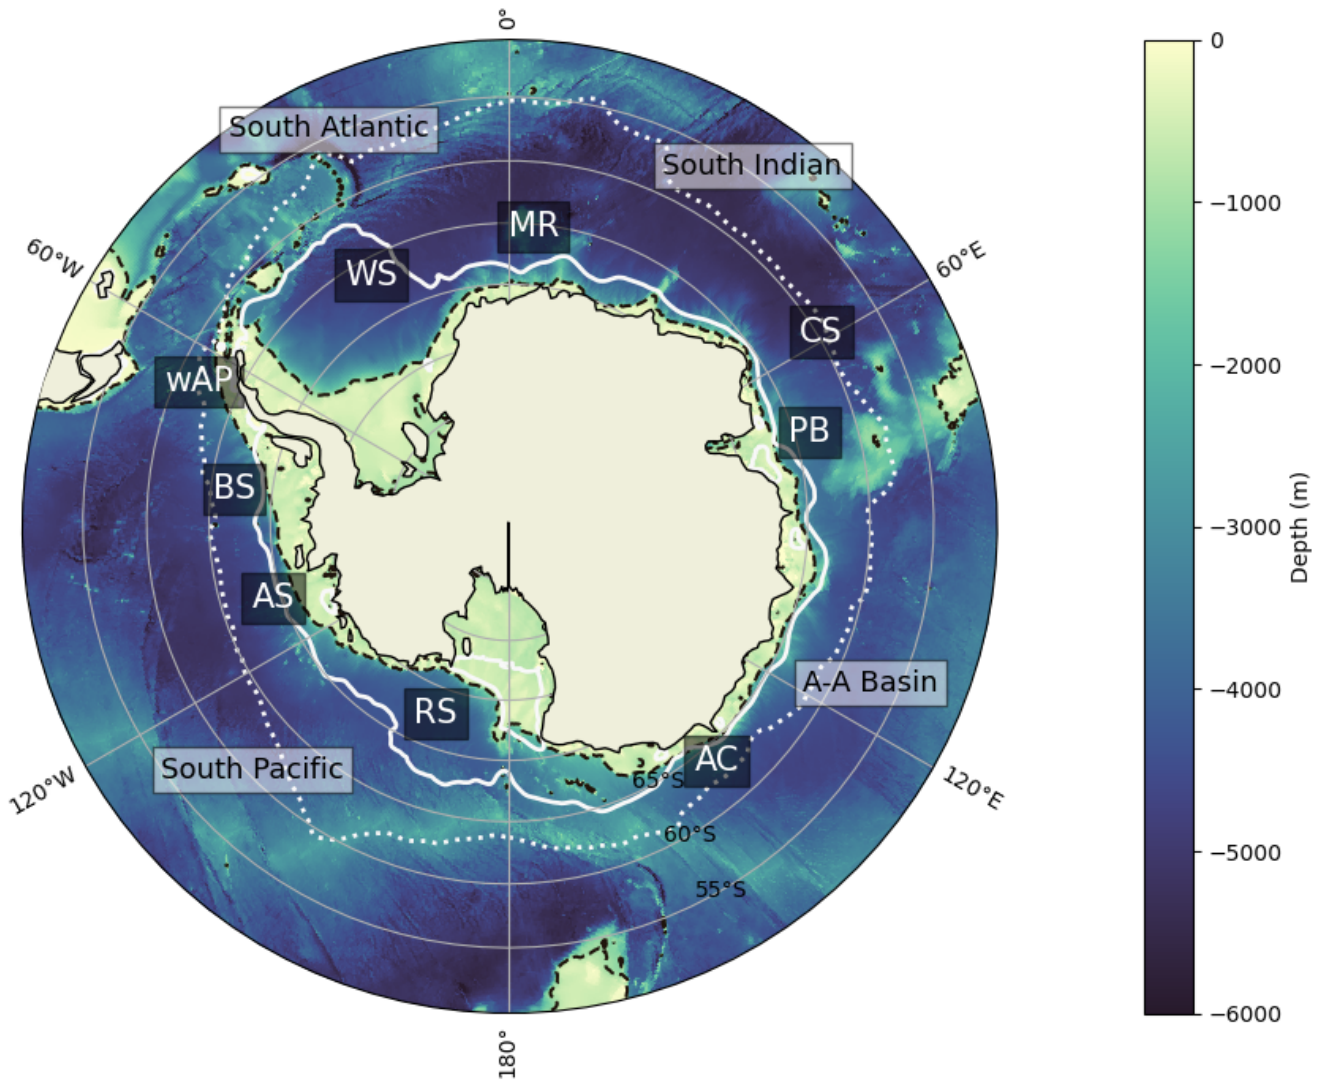 0°
South Atlantic
South Indian
MR
WS
60°W
60°E
CS
wAP
PB
BS
AS
A-A Basin
RS
AC
South Pacific
65°S
120°W
120°E
60°S
55°S
180°
0
−1000
−2000
−3000
−4000
−5000
−6000
Depth (m)